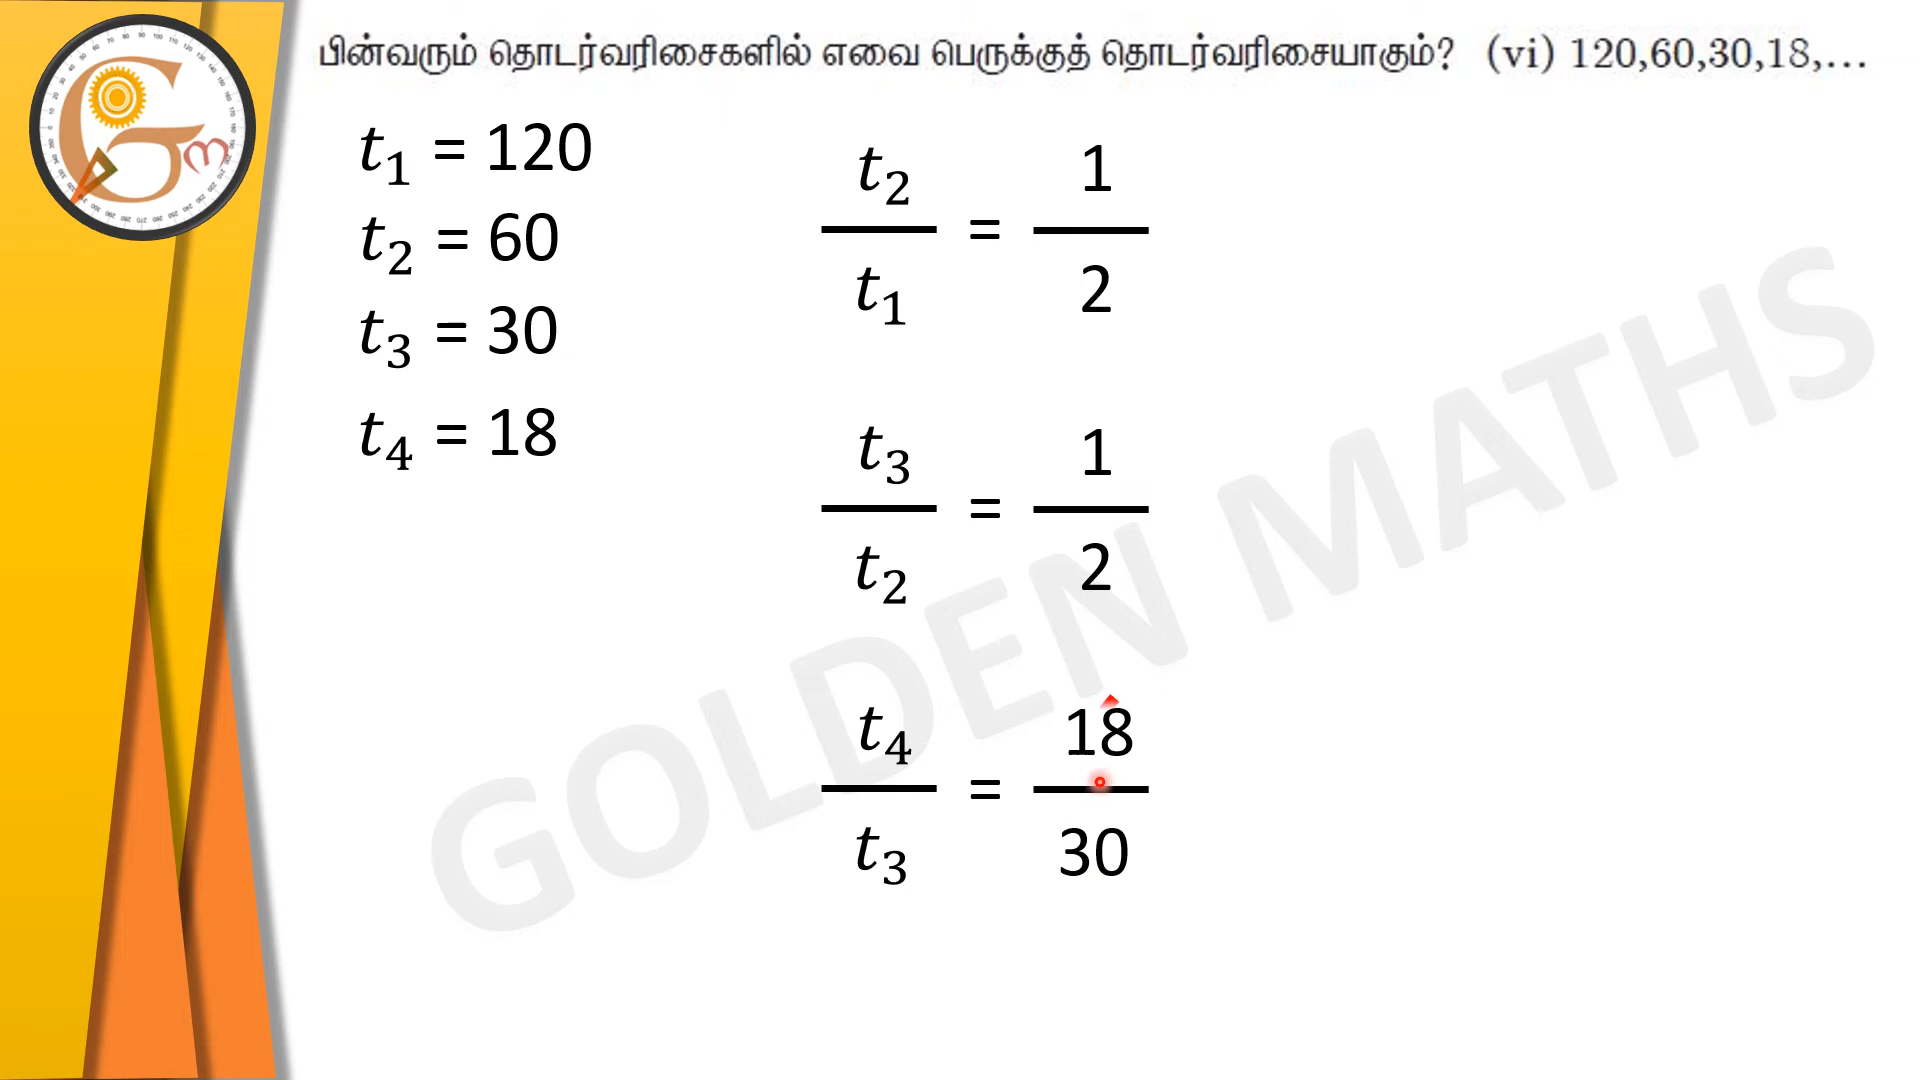 பின்வரும் தொடர்வரிசைகளில் எவை பெருக்குத் தொடர்வரிசையாகும்? (vi) 120,60,30,18,...
t₁ = 120
t₂ = 60
t₃ = 30
t₄ = 18
t₂/t₁ = 1/2
t₃/t₂ = 1/2
t₄/t₃ = 18/30
GOLDEN MATHS